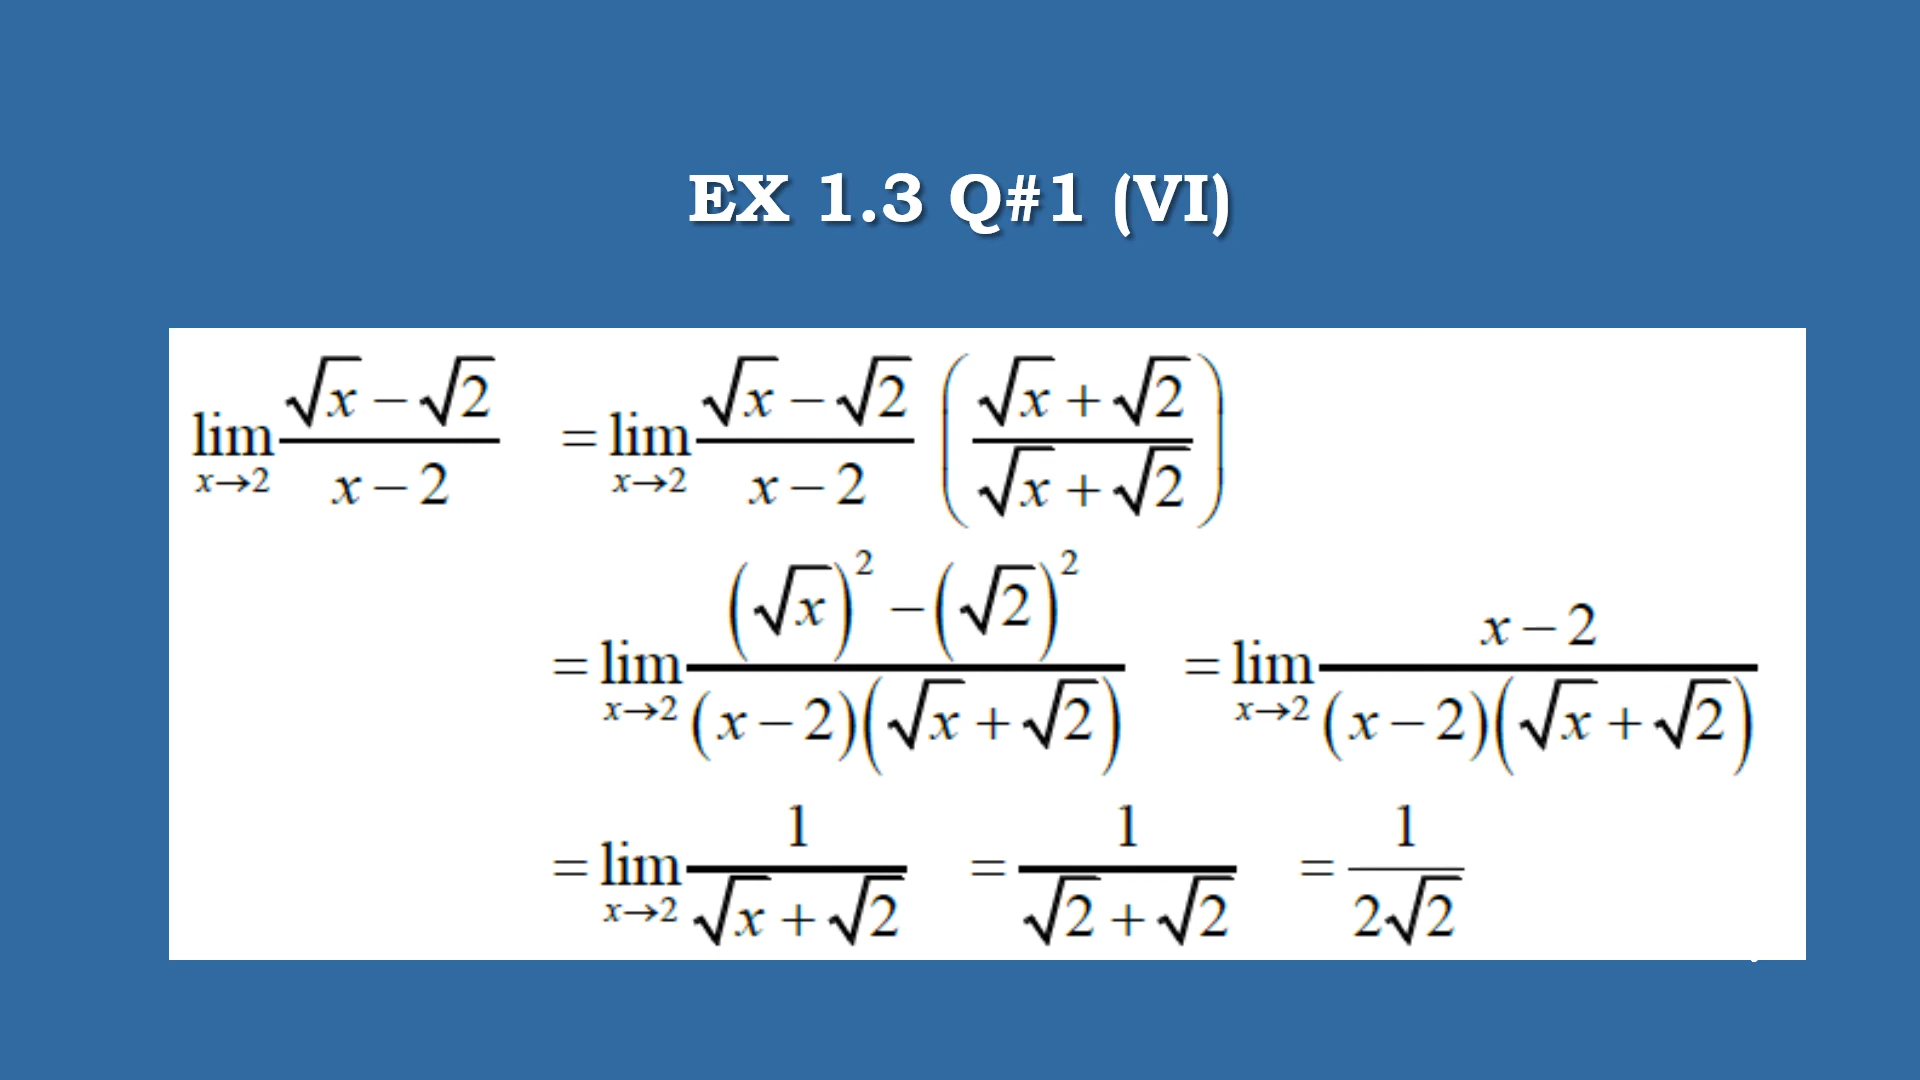 EX 1.3 Q#1 (VI)
lim_{x→2} (√x − √2)/(x − 2) = lim_{x→2} (√x − √2)/(x − 2) ((√x + √2)/(√x + √2))
= lim_{x→2} ((√x)² − (√2)²)/((x − 2)(√x + √2)) = lim_{x→2} (x − 2)/((x − 2)(√x + √2))
= lim_{x→2} 1/(√x + √2) = 1/(√2 + √2) = 1/(2√2)